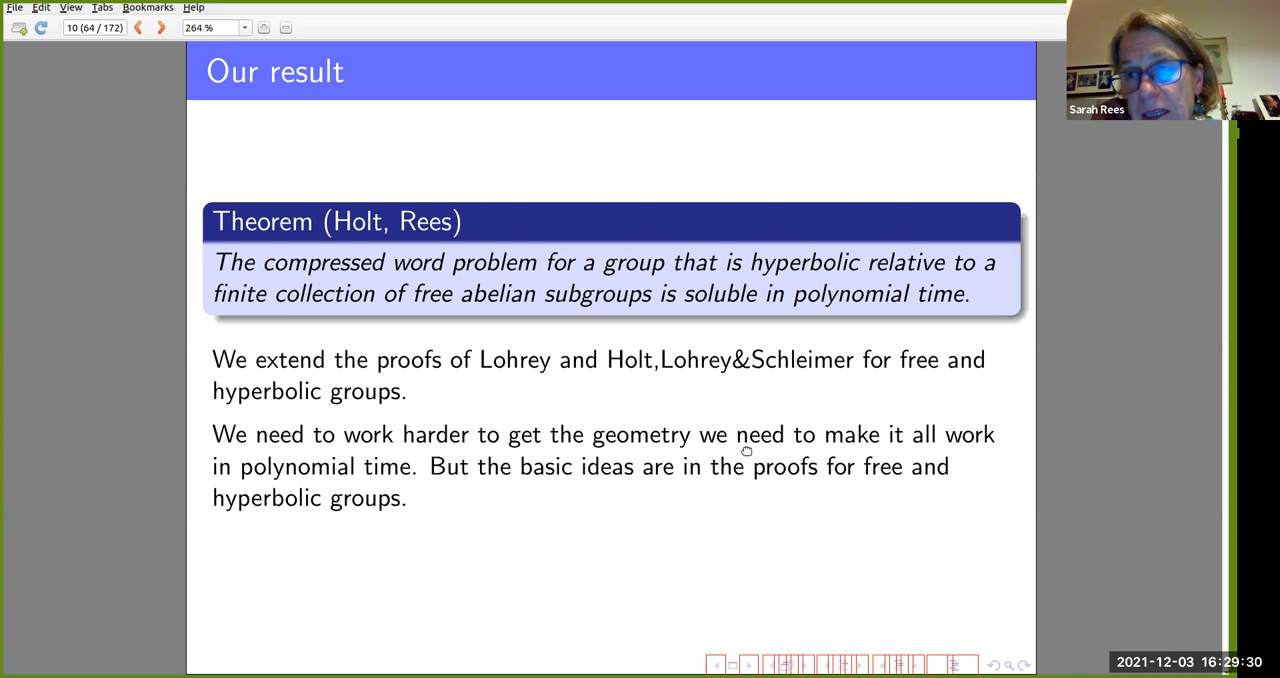 File Edit View Tabs Bookmarks Help
10 (64 / 172) 264 %
Our result
Sarah Rees
Theorem (Holt, Rees)
The compressed word problem for a group that is hyperbolic relative to a
finite collection of free abelian subgroups is soluble in polynomial time.
We extend the proofs of Lohrey and Holt,Lohrey&Schleimer for free and
hyperbolic groups.
We need to work harder to get the geometry we need to make it all work
in polynomial time. But the basic ideas are in the proofs for free and
hyperbolic groups.
2021-12-03 16:29:30